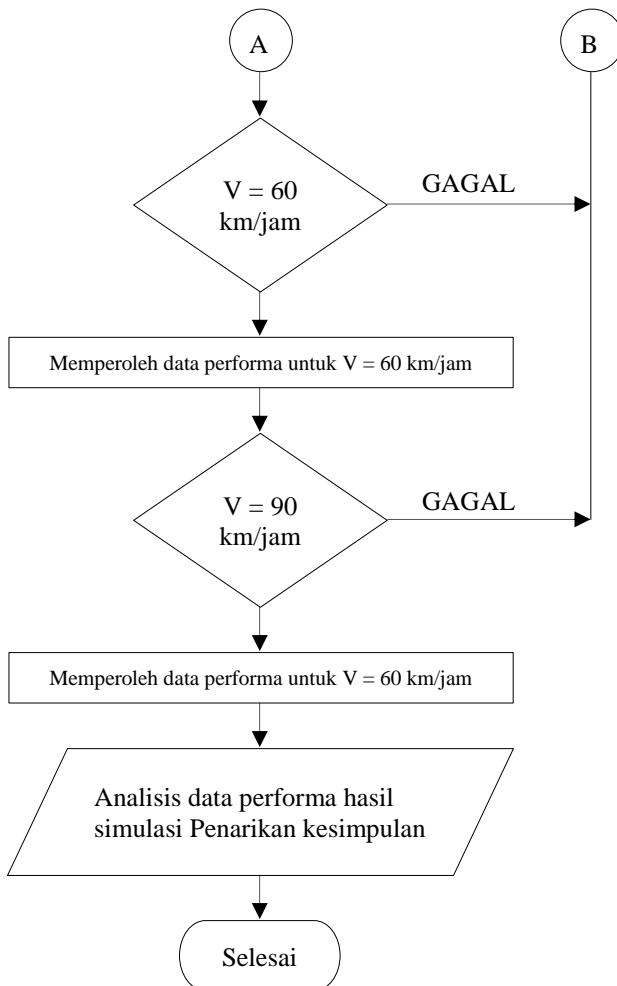 A
B
V = 60
km/jam
GAGAL
Memperoleh data performa untuk V = 60 km/jam
V = 90
km/jam
GAGAL
Memperoleh data performa untuk V = 60 km/jam
Analisis data performa hasil
simulasi Penarikan kesimpulan
Selesai